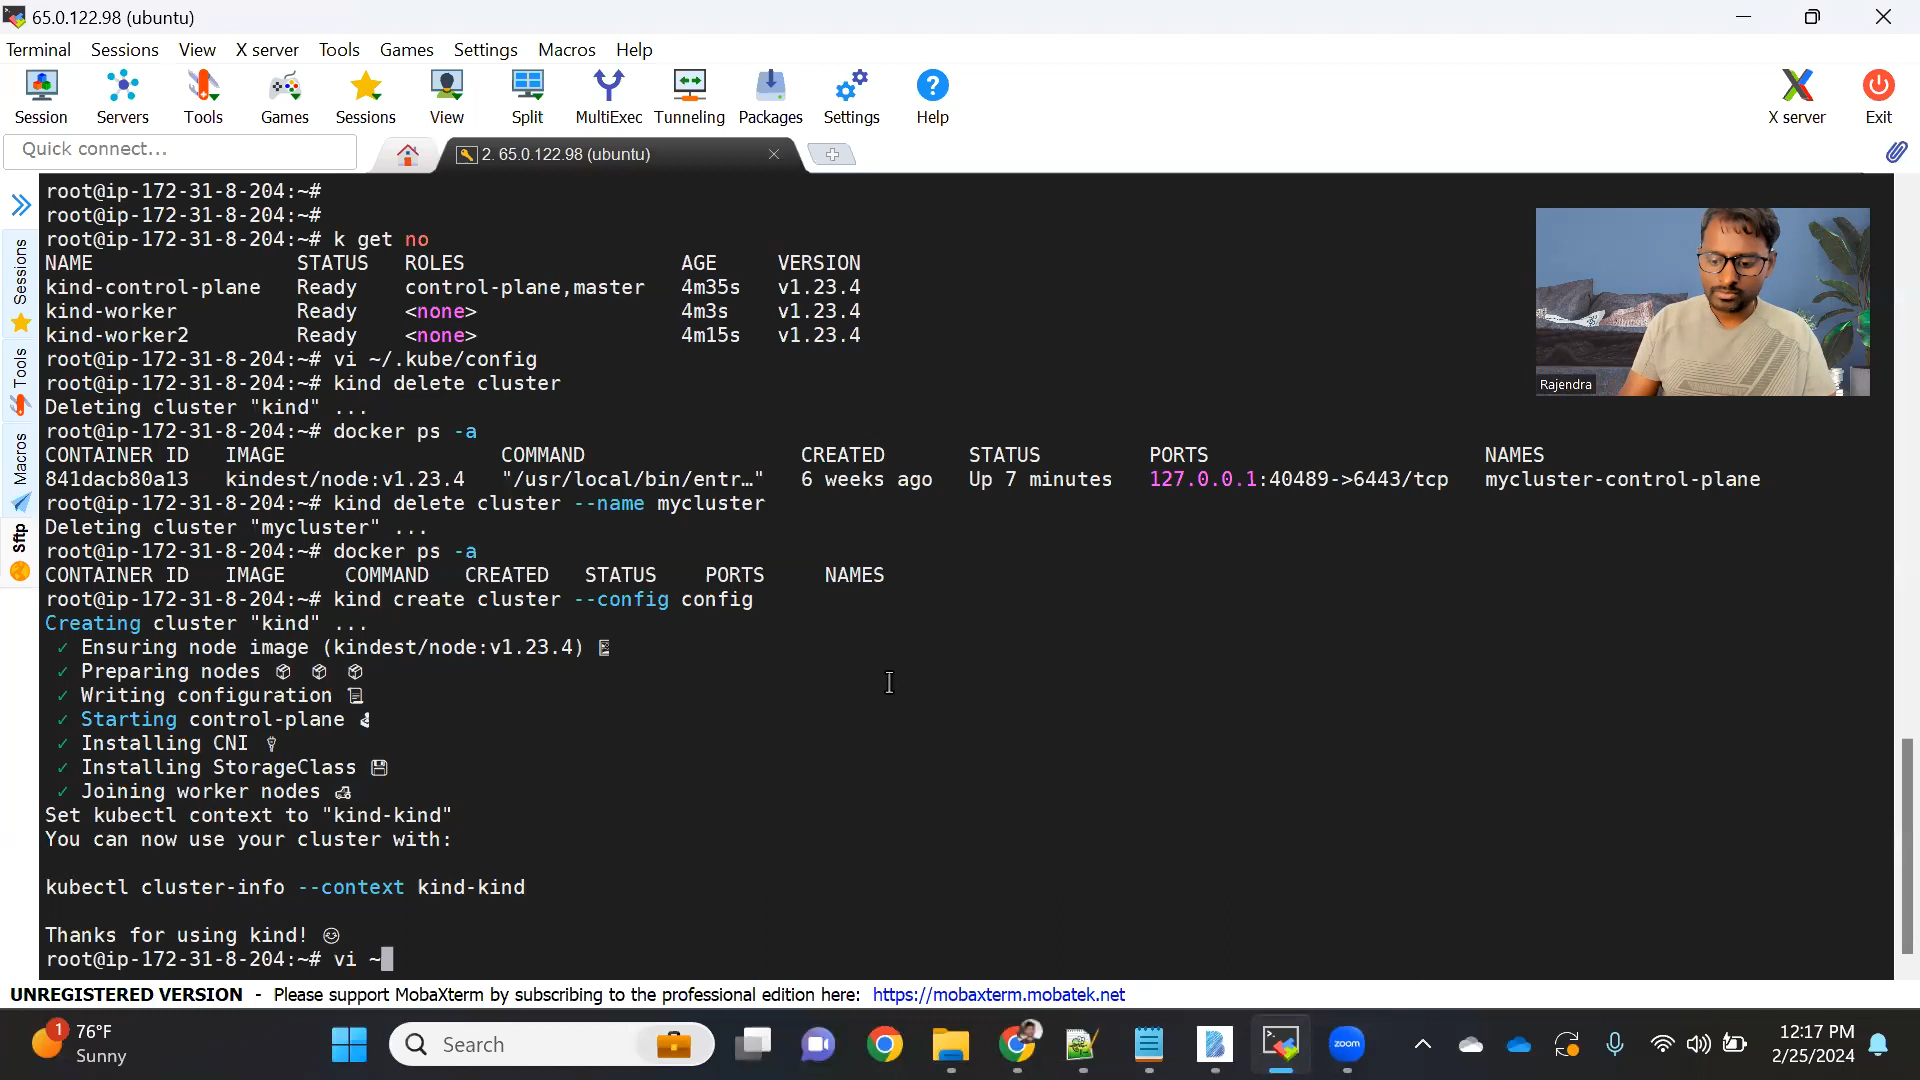 65.0.122.98 (ubuntu)
Terminal Sessions View X server Tools Games Settings Macros Help
Session Servers Tools Games Sessions View Split MultiExec Tunneling Packages Settings Help X server Exit
Quick connect... 2. 65.0.122.98 (ubuntu)
Sessions
Tools
Macros
Sftp
root@ip-172-31-8-204:~#
root@ip-172-31-8-204:~#
root@ip-172-31-8-204:~# k get no
NAME STATUS ROLES AGE VERSION
kind-control-plane Ready control-plane,master 4m35s v1.23.4
kind-worker Ready <none> 4m3s v1.23.4
kind-worker2 Ready <none> 4m15s v1.23.4
root@ip-172-31-8-204:~# vi ~/.kube/config
root@ip-172-31-8-204:~# kind delete cluster
Deleting cluster "kind" ...
root@ip-172-31-8-204:~# docker ps -a
CONTAINER ID IMAGE COMMAND CREATED STATUS PORTS NAMES
841dacb80a13 kindest/node:v1.23.4 "/usr/local/bin/entr…" 6 weeks ago Up 7 minutes 127.0.0.1:40489->6443/tcp mycluster-control-plane
root@ip-172-31-8-204:~# kind delete cluster --name mycluster
Deleting cluster "mycluster" ...
root@ip-172-31-8-204:~# docker ps -a
CONTAINER ID IMAGE COMMAND CREATED STATUS PORTS NAMES
root@ip-172-31-8-204:~# kind create cluster --config config
Creating cluster "kind" ...
✓ Ensuring node image (kindest/node:v1.23.4)
✓ Preparing nodes
✓ Writing configuration
✓ Starting control-plane
✓ Installing CNI
✓ Installing StorageClass
✓ Joining worker nodes
Set kubectl context to "kind-kind"
You can now use your cluster with:
kubectl cluster-info --context kind-kind
Thanks for using kind!
root@ip-172-31-8-204:~# vi ~
Rajendra
UNREGISTERED VERSION - Please support MobaXterm by subscribing to the professional edition here: https://mobaxterm.mobatek.net
1
76°F
Sunny
Search
zoom
12:17 PM
2/25/2024